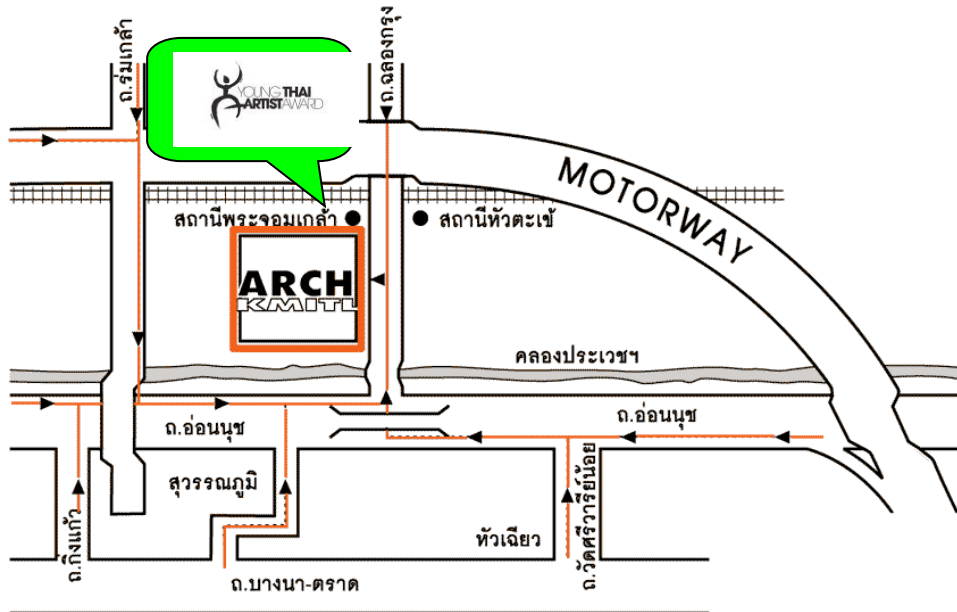 ถ.ร่มเกล้า
YOUNG THAI
ARTIST AWARD
ถ.ฉลองกรุง
MOTORWAY
สถานีพระจอมเกล้า
สถานีหัวตะเข้
ARCH
KMITL
คลองประเวชฯ
ถ.อ่อนนุช
ถ.อ่อนนุช
สุวรรณภูมิ
หัวเฉียว
ถ.กิ่งแก้ว
ถ.บางนา-ตราด
ถ.วัดศรีวารีย์น้อย